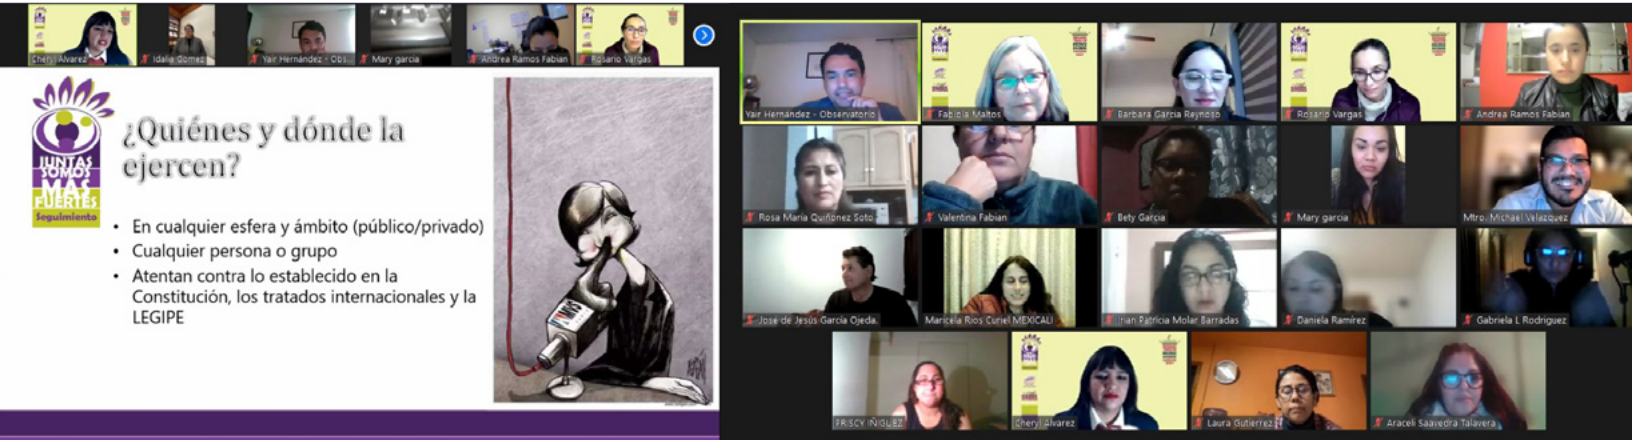 Cheryl Alvarez
Idalia Gomez
Yair Hernández - Obs...
Mary garcia
Andrea Ramos Fabian
Rosario Vargas
JUNTAS
SOMOS
MÁS
FUERTES
Seguimiento
¿Quiénes y dónde la
ejercen?
• En cualquier esfera y ámbito (público/privado)
• Cualquier persona o grupo
• Atentan contra lo establecido en la
Constitución, los tratados internacionales y la
LEGIPE
Yair Hernández - Observatorio
Fabiola Maltos
Barbara Garcia Reynoso
Rosario Vargas
Andrea Ramos Fabian
Rosa María Quiñonez Soto
Valentina Fabian
Bety Garcia
Mary garcia
Mtro. Michael Velazquez
Jose de Jesús García Ojeda.
Maricela Rios Curiel MEXICALI
Irian Patricia Molar Barradas
Daniela Ramírez
Gabriela L Rodriguez
PRISCY IÑIGUEZ
Cheryl Alvarez
Laura Gutierrez
Araceli Saavedra Talavera